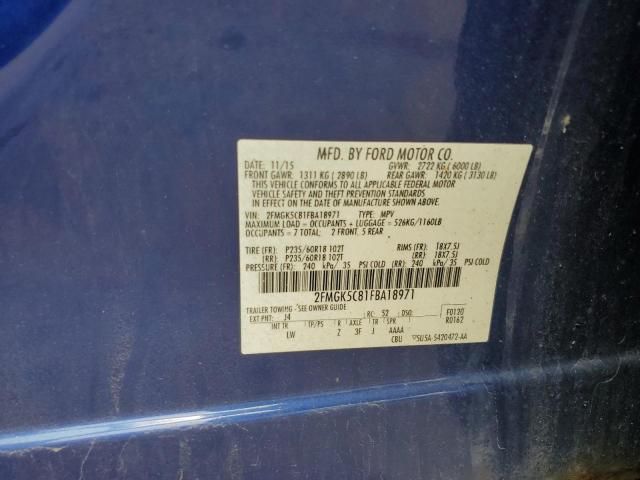 MFD. BY FORD MOTOR CO.
DATE: 11/15 GVWR: 2722 KG ( 6000 LB)
FRONT GAWR: 1311 KG ( 2890 LB) REAR GAWR: 1420 KG ( 3130 LB)
THIS VEHICLE CONFORMS TO ALL APPLICABLE FEDERAL MOTOR
VEHICLE SAFETY AND THEFT PREVENTION STANDARDS IN
EFFECT ON THE DATE OF MANUFACTURE SHOWN ABOVE.
VIN: 2FMGK5C81FBA18971 TYPE: MPV
MAXIMUM LOAD = OCCUPANTS + LUGGAGE = 526KG/1160LB
OCCUPANTS = 7 TOTAL, 2 FRONT, 5 REAR
TIRE (FR): P235/60R18 102T RIMS (FR): 18X7.5J
(RR): P235/60R18 102T (RR): 18X7.5J
PRESSURE (FR): 240 kPa/ 35 PSI COLD (RR): 240 kPa/ 35 PSI COLD
2FMGK5C81FBA18971
TRAILER TOWING - SEE OWNER GUIDE
EXT PNT: J4 RC: 52 DSO: F0120
INT TR TP/PS R AXLE TR SPR R0162
LW Z 3F J AAAA
CBU 5U5A-5420472-AA